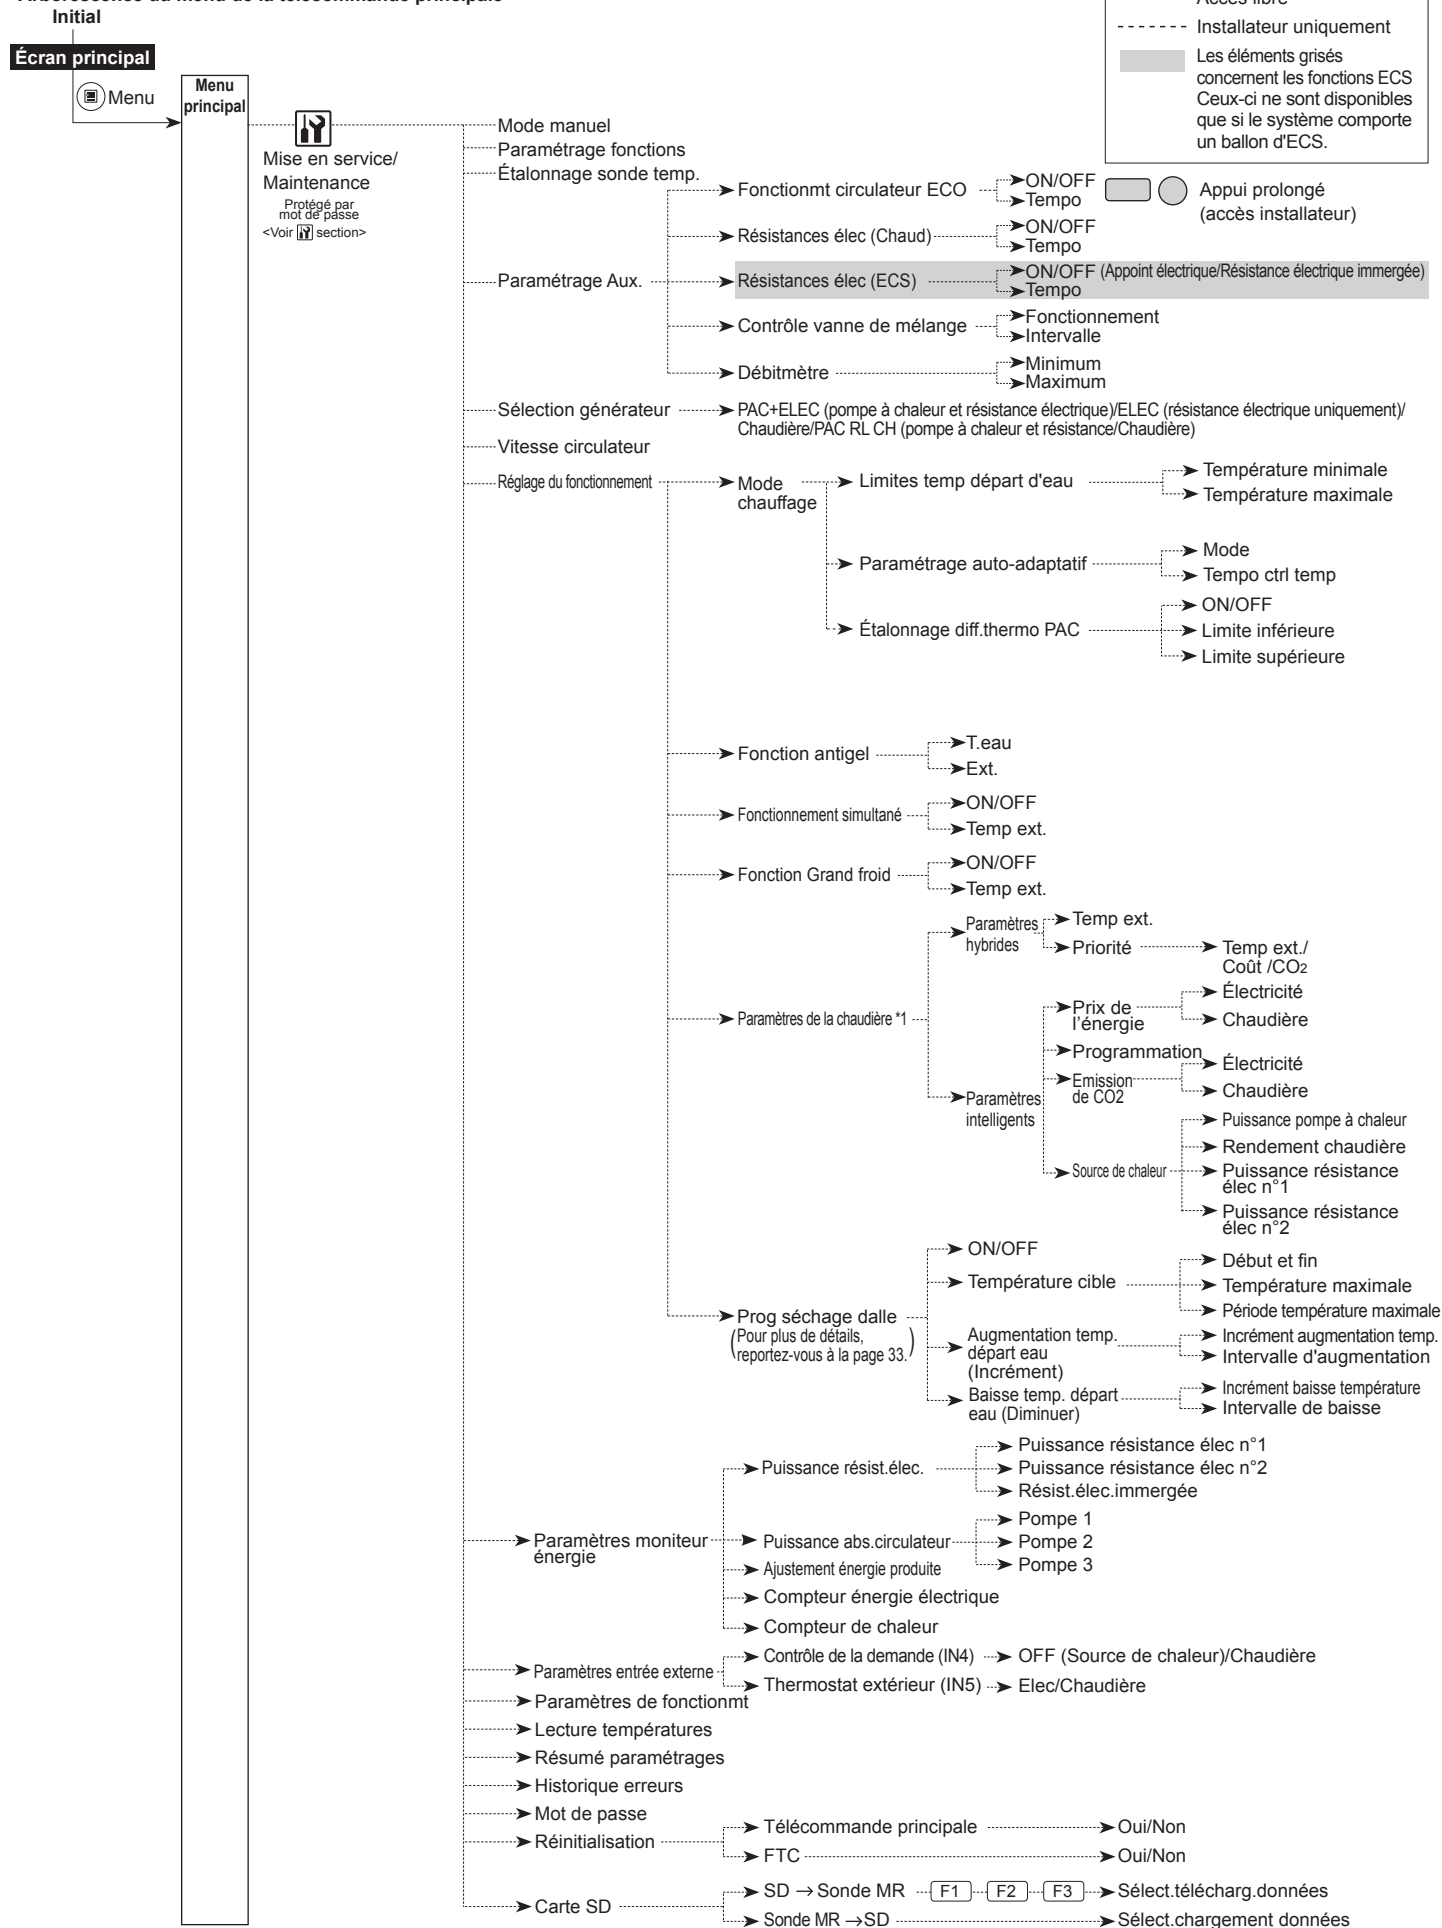 Arborescence du menu de la télécommande principale
Initial
Écran principal
Menu
Menu
principal
Accès libre
Installateur uniquement
Les éléments grisés
concernent les fonctions ECS
Ceux-ci ne sont disponibles
que si le système comporte
un ballon d'ECS.
Appui prolongé
(accès installateur)
Mise en service/
Maintenance
Protégé par
mot de passe
<Voir section>
Mode manuel
Paramétrage fonctions
Étalonnage sonde temp.
Paramétrage Aux.
Fonctionmt circulateur ECO
ON/OFF
Tempo
Résistances élec (Chaud)
ON/OFF
Tempo
Résistances élec (ECS)
ON/OFF (Appoint électrique/Résistance électrique immergée)
Tempo
Contrôle vanne de mélange
Fonctionnement
Intervalle
Débitmètre
Minimum
Maximum
Sélection générateur
PAC+ELEC (pompe à chaleur et résistance électrique)/ELEC (résistance électrique uniquement)/
Chaudière/PAC RL CH (pompe à chaleur et résistance/Chaudière)
Vitesse circulateur
Réglage du fonctionnement
Mode
chauffage
Limites temp départ d'eau
Température minimale
Température maximale
Paramétrage auto-adaptatif
Mode
Tempo ctrl temp
Étalonnage diff.thermo PAC
ON/OFF
Limite inférieure
Limite supérieure
Fonction antigel
T.eau
Ext.
Fonctionnement simultané
ON/OFF
Temp ext.
Fonction Grand froid
ON/OFF
Temp ext.
Paramètres de la chaudière *1
Paramètres
hybrides
Temp ext.
Priorité
Temp ext./
Coût /CO2
Paramètres
intelligents
Prix de
l’énergie
Électricité
Chaudière
Programmation
Emission
de CO2
Électricité
Chaudière
Source de chaleur
Puissance pompe à chaleur
Rendement chaudière
Puissance résistance
élec n°1
Puissance résistance
élec n°2
Prog séchage dalle
(Pour plus de détails,
reportez-vous à la page 33.)
ON/OFF
Température cible
Début et fin
Température maximale
Période température maximale
Augmentation temp.
départ eau
(Incrément)
Incrément augmentation temp.
Intervalle d'augmentation
Baisse temp. départ
eau (Diminuer)
Incrément baisse température
Intervalle de baisse
Paramètres moniteur
énergie
Puissance résist.élec.
Puissance résistance élec n°1
Puissance résistance élec n°2
Résist.élec.immergée
Puissance abs.circulateur
Pompe 1
Pompe 2
Pompe 3
Ajustement énergie produite
Compteur énergie électrique
Compteur de chaleur
Paramètres entrée externe
Contrôle de la demande (IN4)
OFF (Source de chaleur)/Chaudière
Thermostat extérieur (IN5)
Elec/Chaudière
Paramètres de fonctionmt
Lecture températures
Résumé paramétrages
Historique erreurs
Mot de passe
Réinitialisation
Télécommande principale
Oui/Non
FTC
Oui/Non
Carte SD
SD → Sonde MR
F1
F2
F3
Sélect.télécharg.données
Sonde MR → SD
Sélect.chargement données